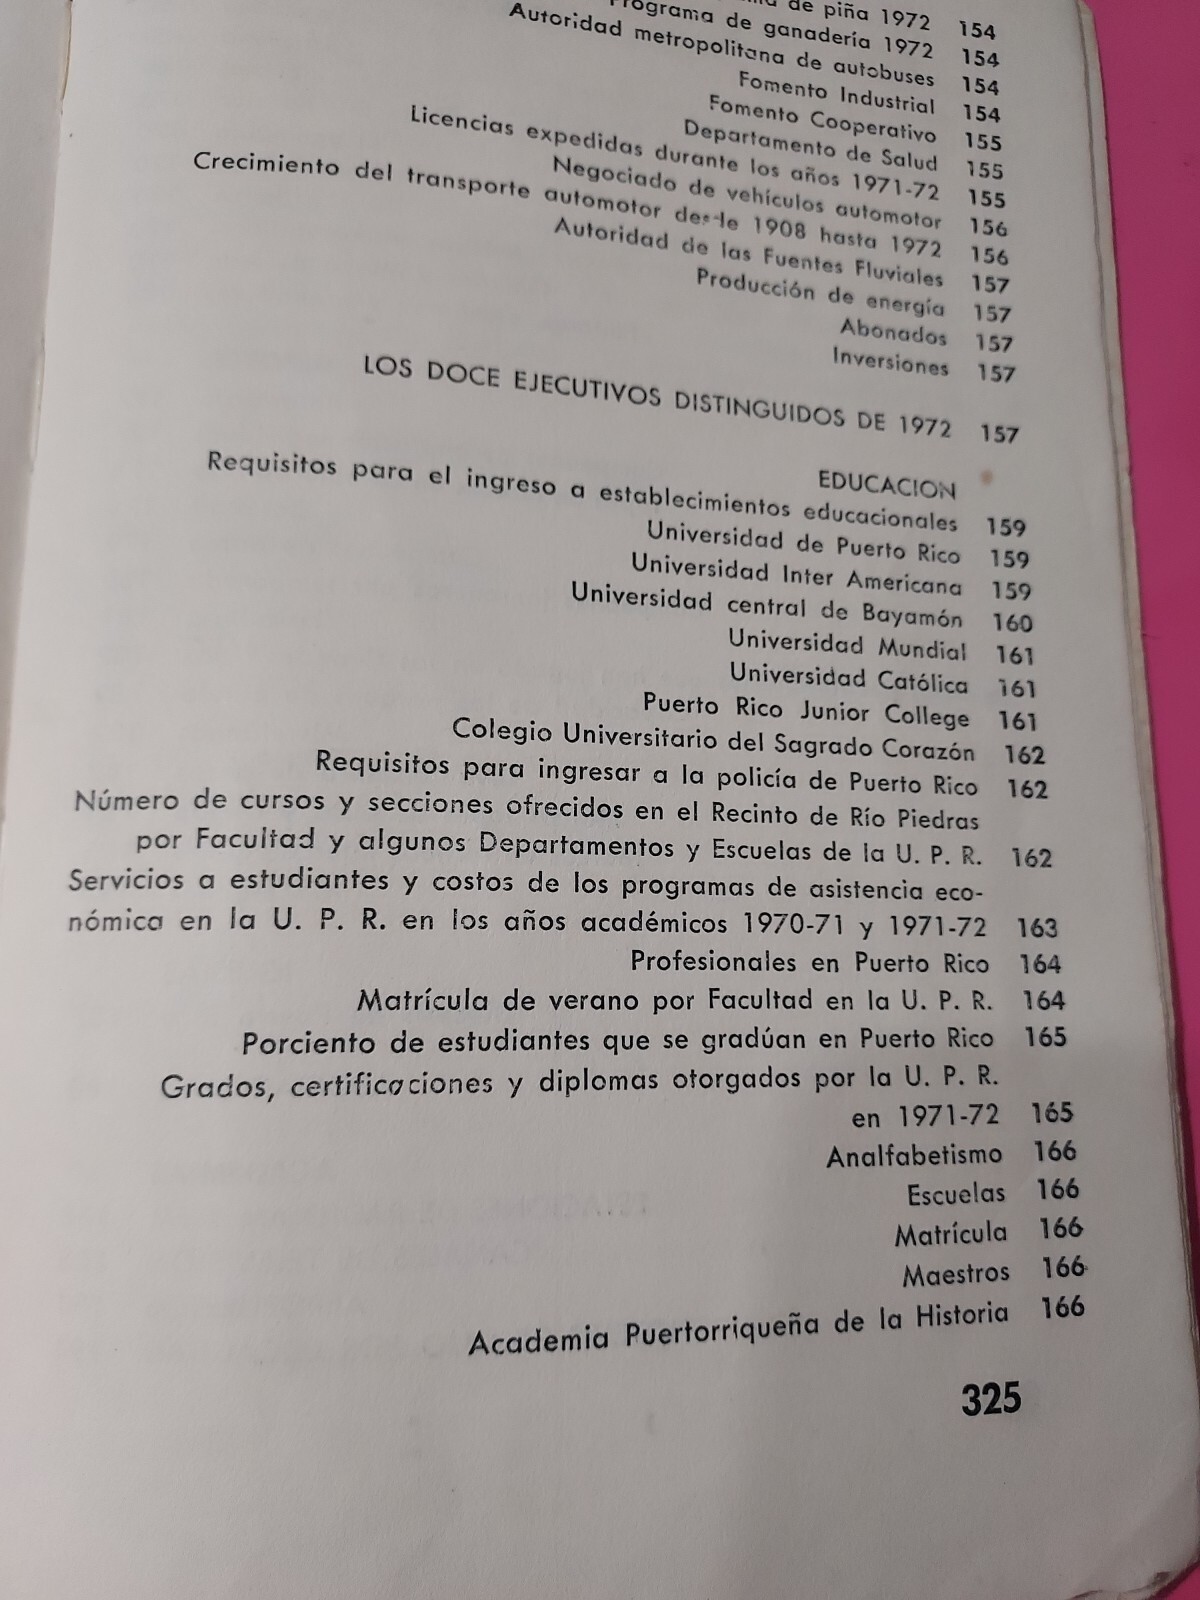 de piña 1972 154
Programa de ganadería 1972 154
Autoridad metropolitana de autobuses 154
Fomento Industrial 154
Fomento Cooperativo 155
Departamento de Salud 155
Licencias expedidas durante los años 1971-72 155
Negociado de vehículos automotor 156
Crecimiento del transporte automotor desde 1908 hasta 1972 156
Autoridad de las Fuentes Fluviales 157
Producción de energía 157
Abonados 157
Inversiones 157
LOS DOCE EJECUTIVOS DISTINGUIDOS DE 1972 157
EDUCACION
Requisitos para el ingreso a establecimientos educacionales 159
Universidad de Puerto Rico 159
Universidad Inter Americana 159
Universidad central de Bayamón 160
Universidad Mundial 161
Universidad Católica 161
Puerto Rico Junior College 161
Colegio Universitario del Sagrado Corazón 162
Requisitos para ingresar a la policía de Puerto Rico 162
Número de cursos y secciones ofrecidos en el Recinto de Río Piedras
por Facultad y algunos Departamentos y Escuelas de la U. P. R. 162
Servicios a estudiantes y costos de los programas de asistencia eco-
nómica en la U. P. R. en los años académicos 1970-71 y 1971-72 163
Profesionales en Puerto Rico 164
Matrícula de verano por Facultad en la U. P. R. 164
Porciento de estudiantes que se gradúan en Puerto Rico 165
Grados, certificaciones y diplomas otorgados por la U. P. R.
en 1971-72 165
Analfabetismo 166
Escuelas 166
Matrícula 166
Maestros 166
Academia Puertorriqueña de la Historia 166
325